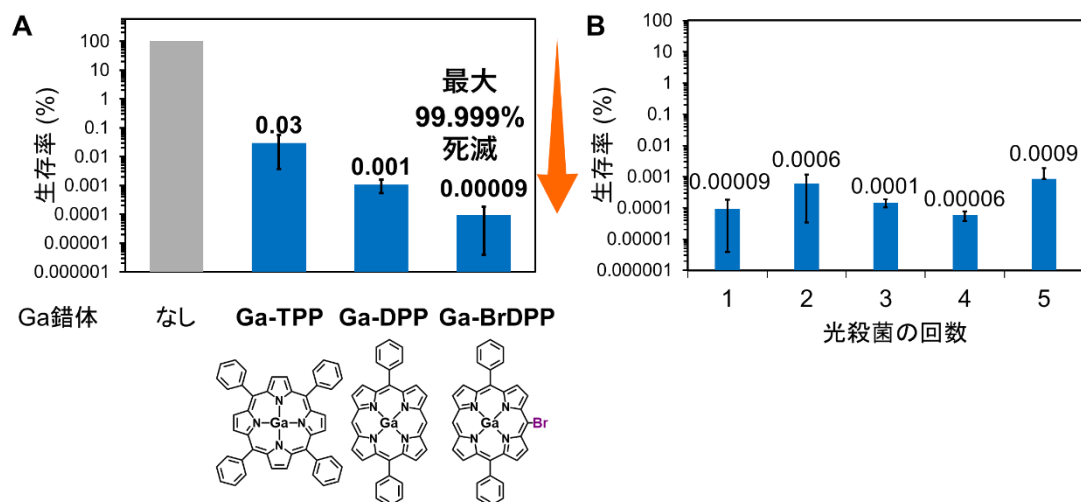 A
生存率 (%)
100
10
1
0.1
0.01
0.001
0.0001
0.00001
0.000001
0.03
0.001
0.00009
最大
99.999%
死滅
Ga錯体
なし
Ga-TPP
Ga-DPP
Ga-BrDPP
N
N
Ga
N
N
N
N
Ga
N
N
N
N
Ga
Br
N
N
B
生存率 (%)
100
10
1
0.1
0.01
0.001
0.0001
0.00001
0.000001
0.00009
0.0006
0.0001
0.00006
0.0009
1
2
3
4
5
光殺菌の回数